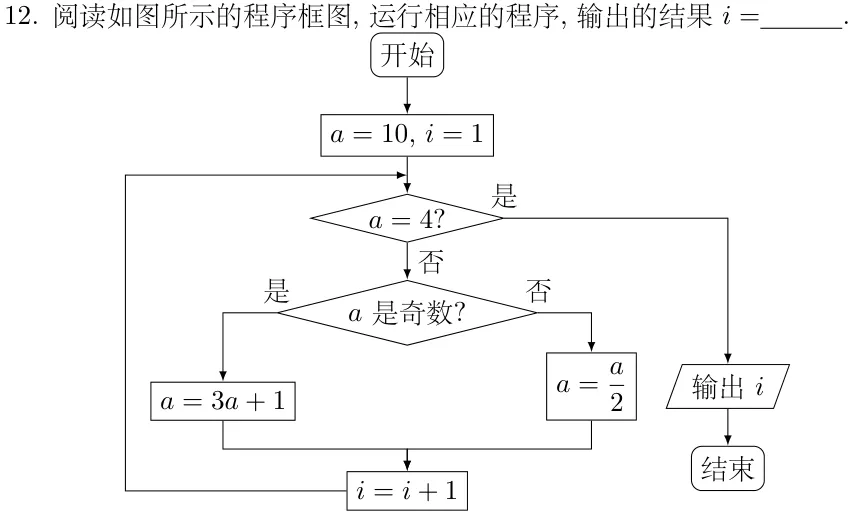 12. 阅读如图所示的程序框图, 运行相应的程序, 输出的结果 i =______.
开始
a = 10, i = 1
是
a = 4?
否
是
否
a 是奇数?
a = 3a + 1
a = a/2
输出 i
结束
i = i + 1